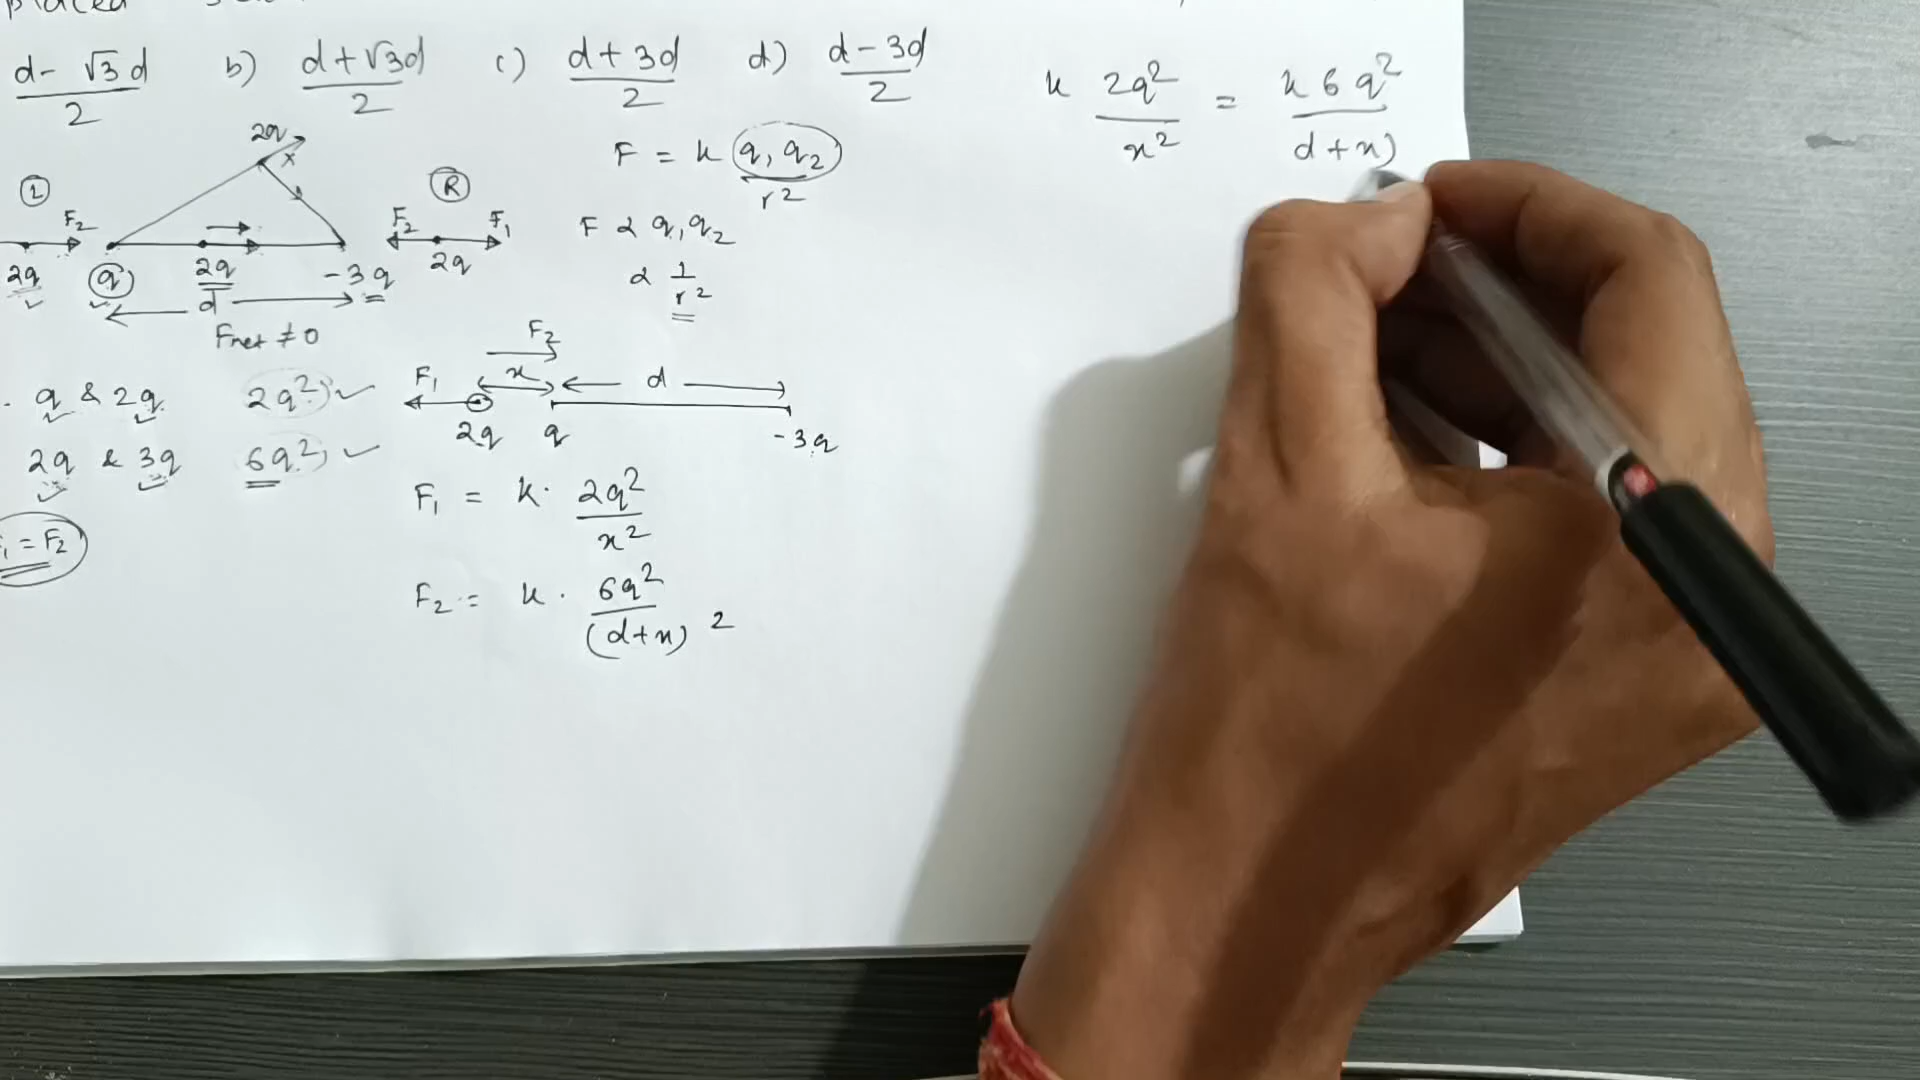 placed
d - √3 d / 2 b) d + √3d / 2 c) d + 3d / 2 d) d - 3d / 2
2q x
L R
F2 F2 F1
2q q 2q - 3q 2q
d
Fnet ≠ 0
q & 2q 2q²
2q & 3q 6q²
= F2
F = k q1 q2 / r²
F α q1 q2
α 1 / r²
F2
F1 x d
2q q - 3q
F1 = k · 2q² / x²
F2 = k · 6q² / (d+x) 2
k 2q² / x² = k 6 q² / d + x)